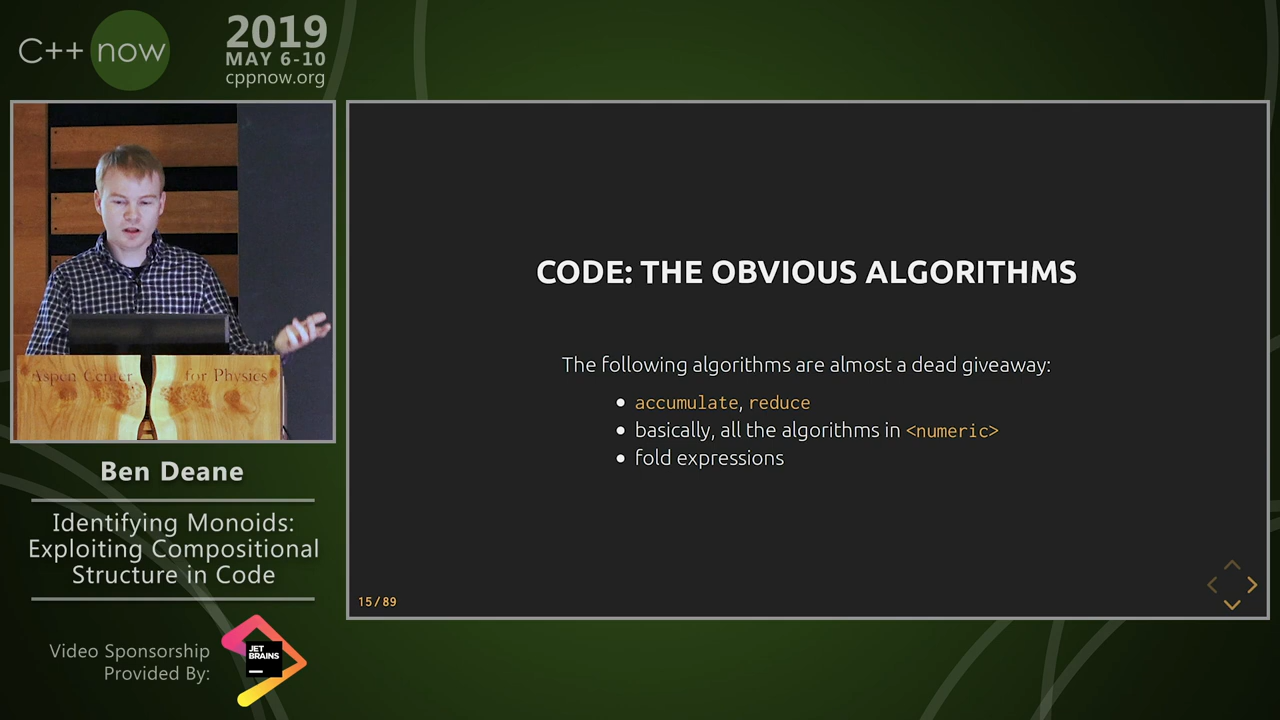 C++ now
2019
MAY 6-10
cppnow.org
Aspen Center for Physics
Ben Deane
Identifying Monoids:
Exploiting Compositional
Structure in Code
Video Sponsorship
Provided By:
JET
BRAINS
CODE: THE OBVIOUS ALGORITHMS
The following algorithms are almost a dead giveaway:
• accumulate, reduce
• basically, all the algorithms in <numeric>
• fold expressions
15/89